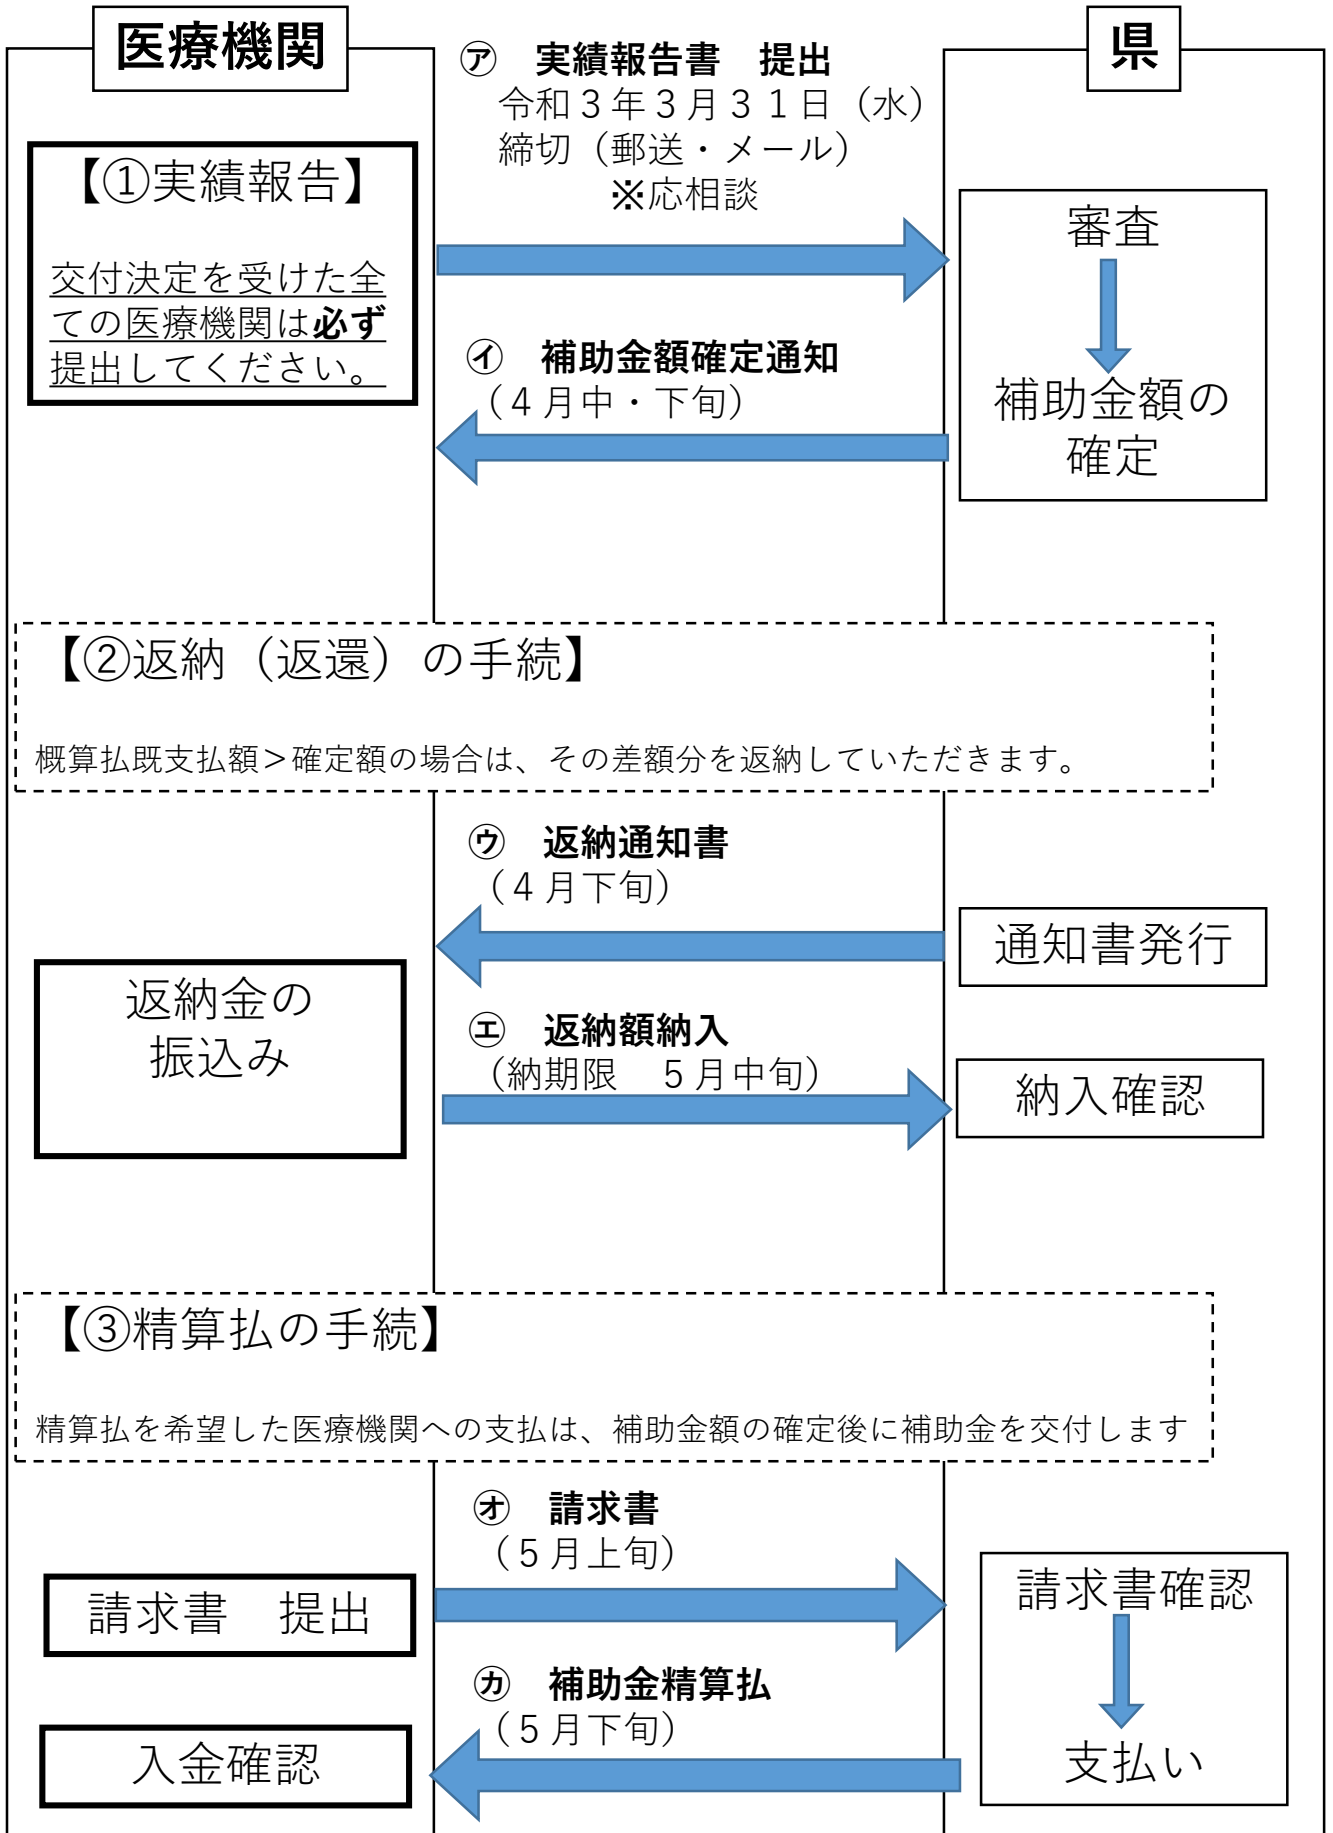 医療機関
県
㋐　実績報告書　提出
令和３年３月３１日（水）
締切（郵送・メール）
※応相談
【①実績報告】
交付決定を受けた全
ての医療機関は必ず
提出してください。
審査
補助金額の
確定
㋑　補助金額確定通知
（４月中・下旬）
【②返納（返還）の手続】
概算払既支払額＞確定額の場合は、その差額分を返納していただきます。
㋒　返納通知書
（４月下旬）
通知書発行
返納金の
振込み
㋓　返納額納入
（納期限　５月中旬）
納入確認
【③精算払の手続】
精算払を希望した医療機関への支払は、補助金額の確定後に補助金を交付します
㋔　請求書
（５月上旬）
請求書　提出
請求書確認
支払い
㋕　補助金精算払
（５月下旬）
入金確認